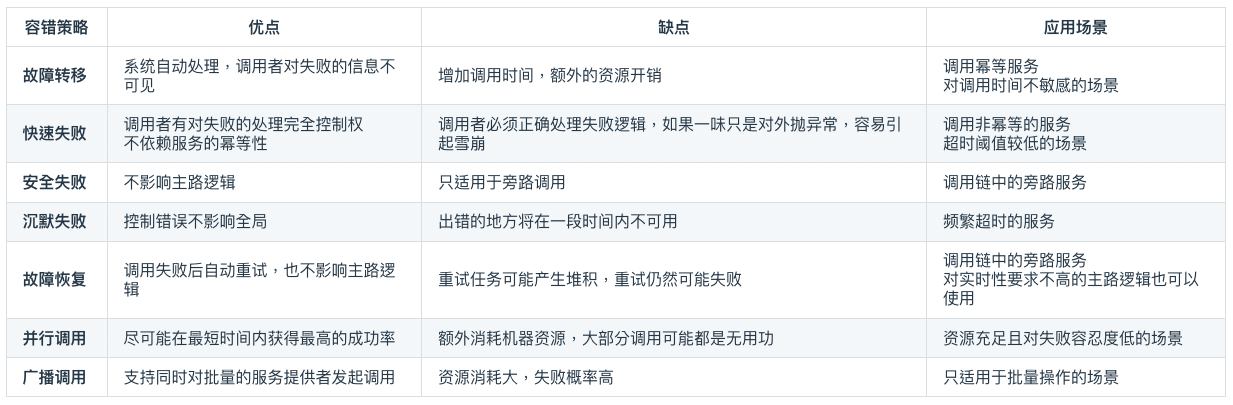 容错策略 优点 缺点 应用场景
故障转移 系统自动处理，调用者对失败的信息不
可见 增加调用时间，额外的资源开销 调用幂等服务
对调用时间不敏感的场景
快速失败 调用者有对失败的处理完全控制权
不依赖服务的幂等性 调用者必须正确处理失败逻辑，如果一味只是对外抛异常，容易引
起雪崩 调用非幂等的服务
超时阈值较低的场景
安全失败 不影响主路逻辑 只适用于旁路调用 调用链中的旁路服务
沉默失败 控制错误不影响全局 出错的地方将在一段时间内不可用 频繁超时的服务
故障恢复 调用失败后自动重试，也不影响主路逻
辑 重试任务可能产生堆积，重试仍然可能失败 调用链中的旁路服务
对实时性要求不高的主路逻辑也可以
使用
并行调用 尽可能在最短时间内获得最高的成功率 额外消耗机器资源，大部分调用可能都是无用功 资源充足且对失败容忍度低的场景
广播调用 支持同时对批量的服务提供者发起调用 资源消耗大，失败概率高 只适用于批量操作的场景